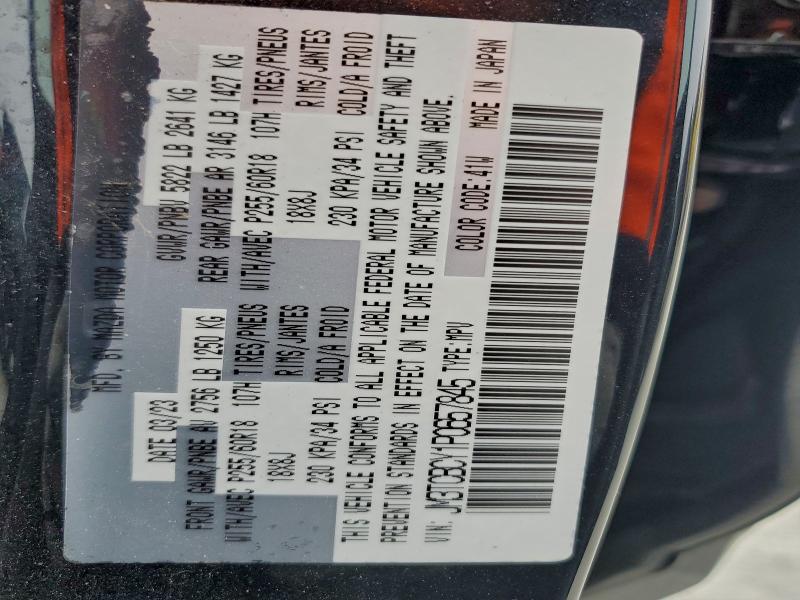 MFD. BY MAZDA MOTOR CORPORATION
DATE 03/23 GVWR/PNBV 5822 LB 2641 KG
FRONT GAWR/PNBE AV 2756 LB 1250 KG REAR GAWR/PNBE AR 3146 LB 1427 KG
WITH/AVEC P255/60R18 107H TIRES/PNEUS WITH/AVEC P255/60R18 107H TIRES/PNEUS
18X8J RIMS/JANTES 18X8J RIMS/JANTES
230 KPA/34 PSI COLD/A FROID 230 KPA/34 PSI COLD/A FROID
THIS VEHICLE CONFORMS TO ALL APPLICABLE FEDERAL MOTOR VEHICLE SAFETY AND THEFT
PREVENTION STANDARDS IN EFFECT ON THE DATE OF MANUFACTURE SHOWN ABOVE.
VIN: JM3TCBCY1P0657845 TYPE:MPV COLOR CODE:41W MADE IN JAPAN